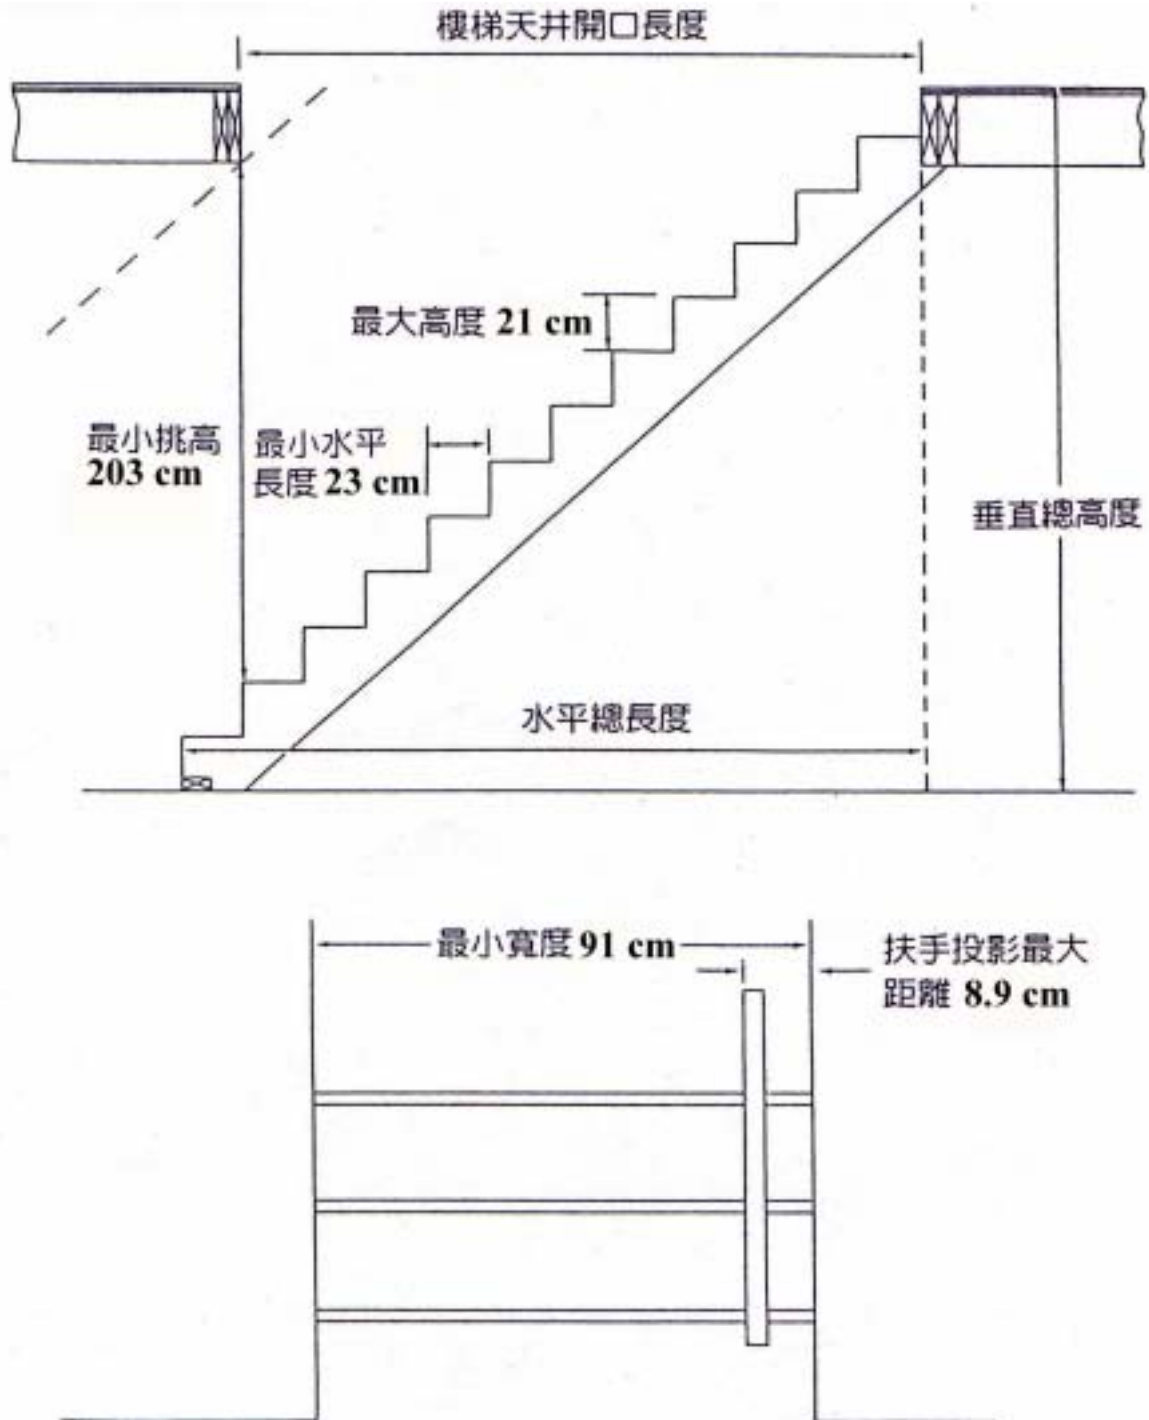 樓梯天井開口長度
最大高度 21 cm
最小挑高
203 cm
最小水平
長度 23 cm
垂直總高度
水平總長度
最小寬度 91 cm
扶手投影最大
距離 8.9 cm